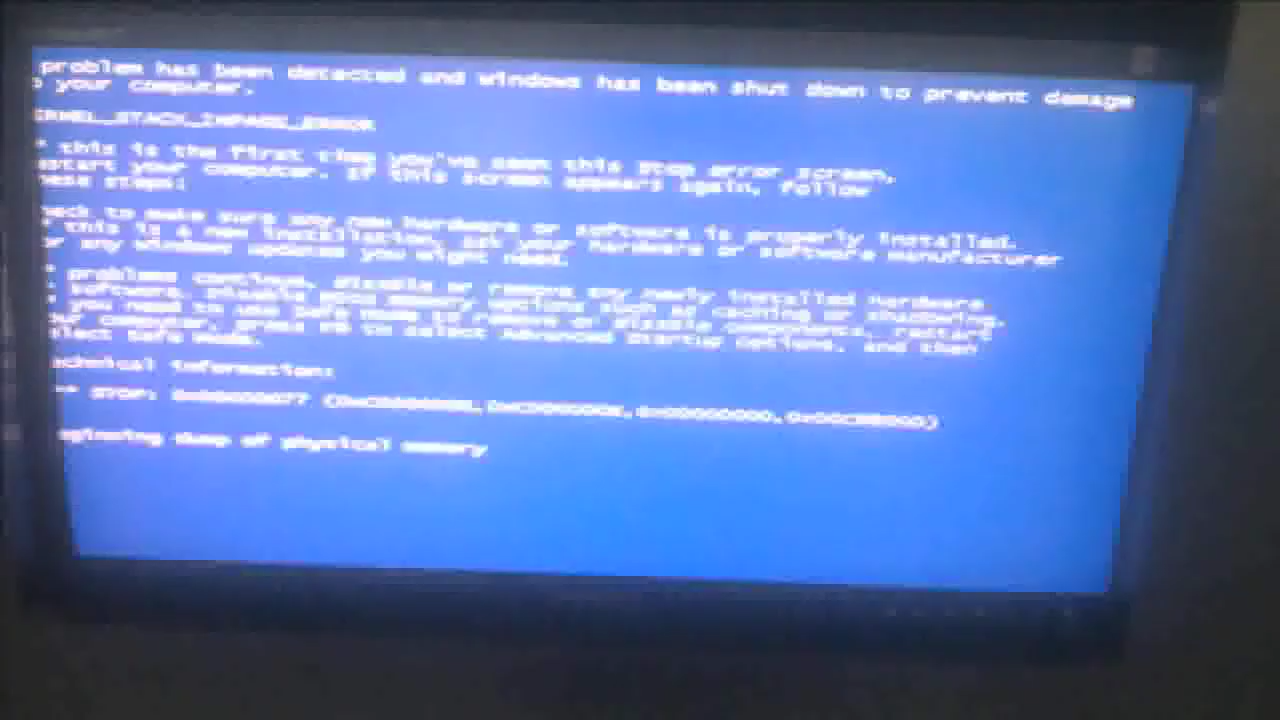 problem has been detected and windows has been shut down to prevent damage
o your computer.
ERNEL_STACK_INPAGE_ERROR
f this is the first time you've seen this Stop error screen,
estart your computer. If this screen appears again, follow
hese steps:
heck to make sure any new hardware or software is properly installed.
f this is a new installation, ask your hardware or software manufacturer
or any windows updates you might need.
f problems continue, disable or remove any newly installed hardware
r software. Disable BIOS memory options such as caching or shadowing.
f you need to use Safe Mode to remove or disable components, restart
our computer, press F8 to select Advanced Startup Options, and then
elect Safe Mode.
echnical information:
** STOP: 0x00000077
eginning dump of physical memory